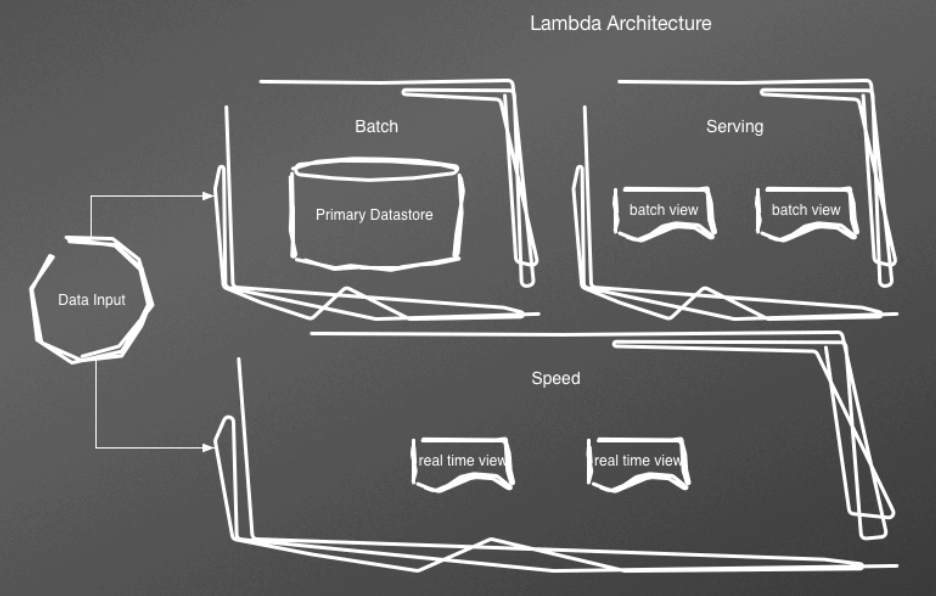 Lambda Architecture
Batch
Serving
Primary Datastore
batch view
batch view
Data Input
Speed
real time view
real time view